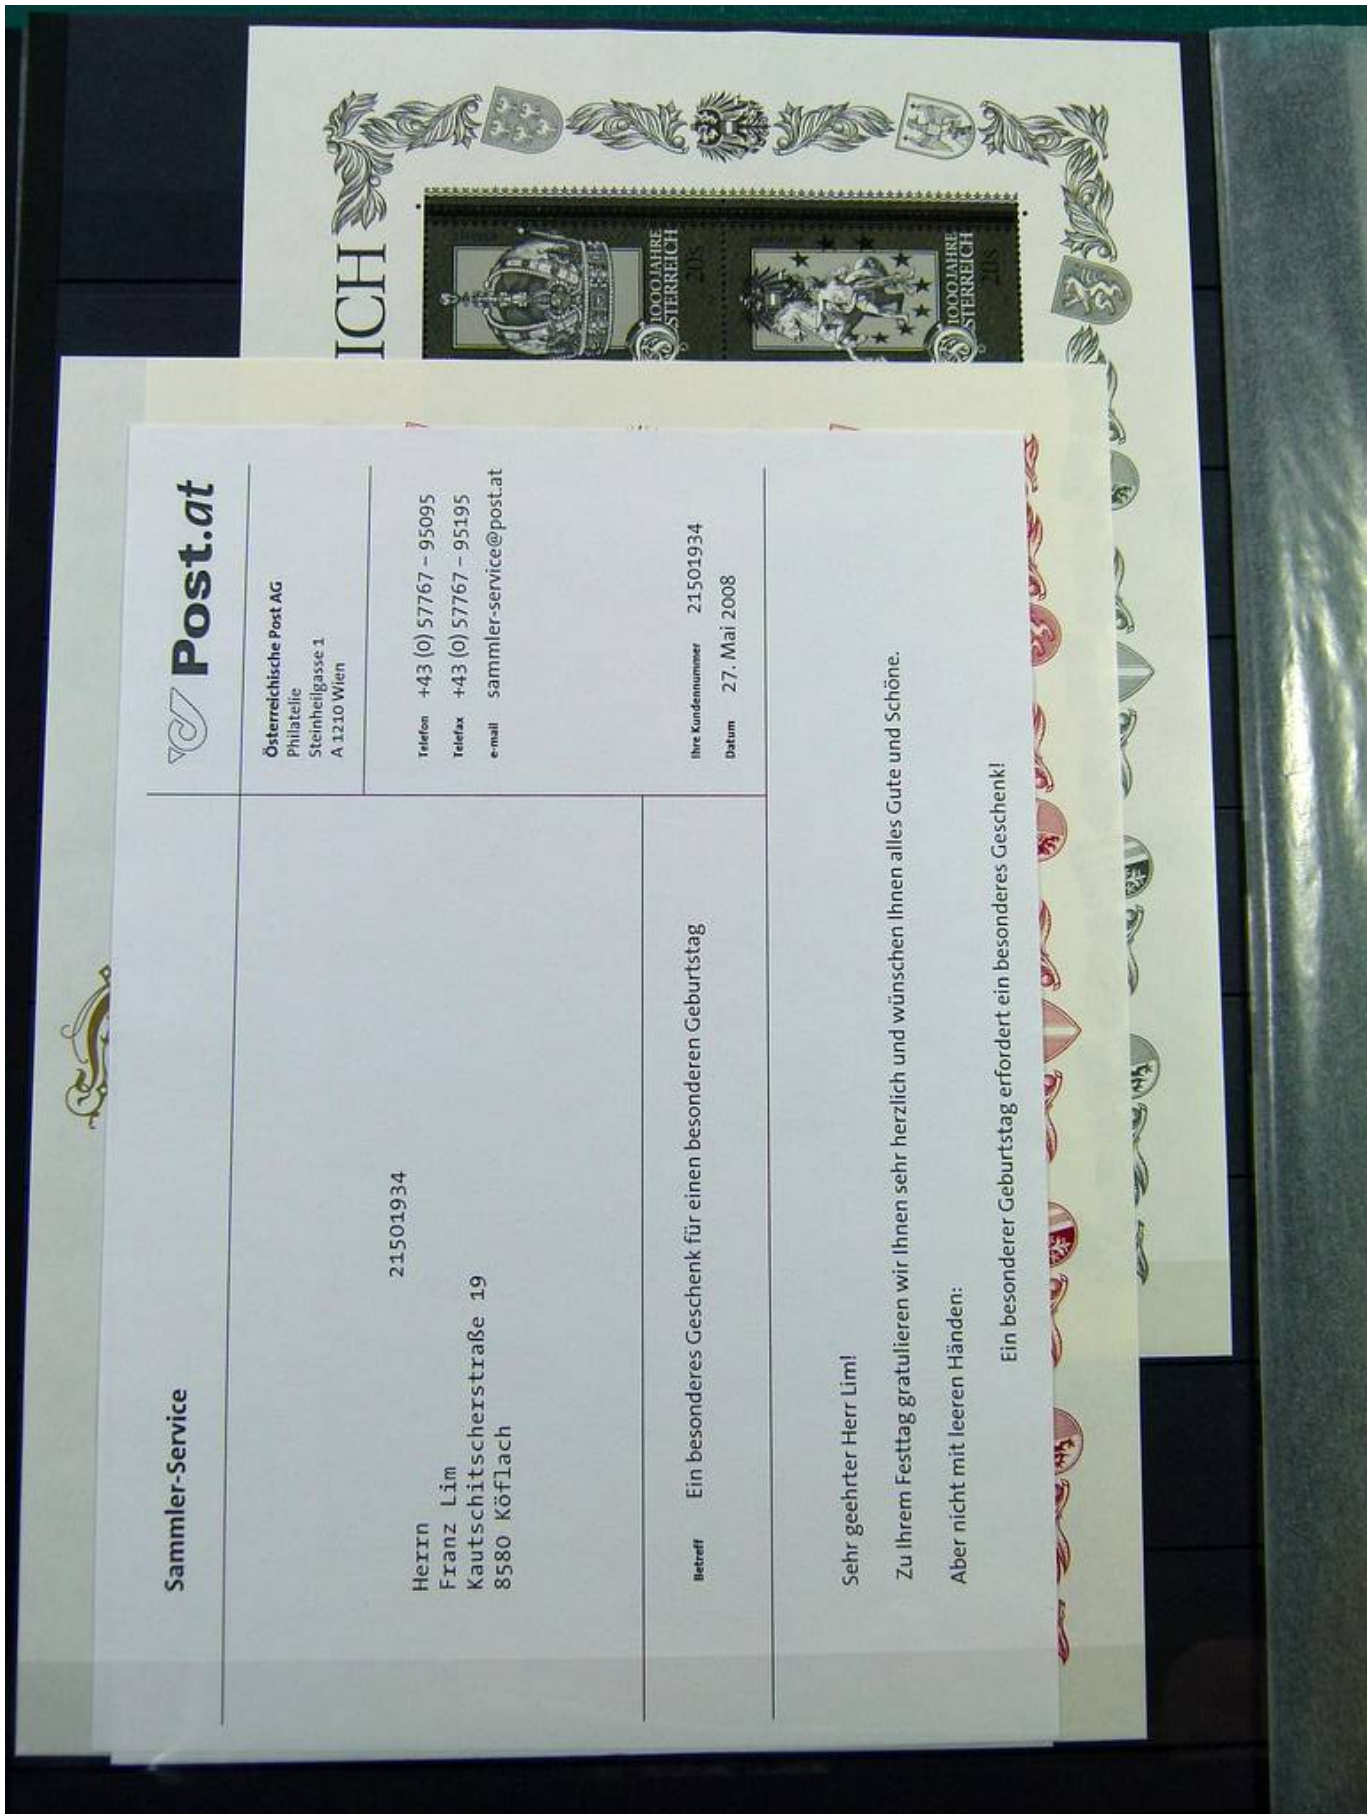 ICH
1000 JAHRE
ÖSTERREICH
20s
1000 JAHRE
ÖSTERREICH
20s
Sammler-Service
Post.at
Österreichische Post AG
Philatelie
Steinheilgasse 1
A 1210 Wien
Telefon +43 (0) 57767 – 95095
Telefax +43 (0) 57767 – 95195
e-mail sammler-service@post.at
21501934
Herrn
Franz Lim
Kautschitscherstraße 19
8580 Köflach
Ihre Kundennummer 21501934
Datum 27. Mai 2008
Betreff Ein besonderes Geschenk für einen besonderen Geburtstag
Sehr geehrter Herr Lim!
Zu Ihrem Festtag gratulieren wir Ihnen sehr herzlich und wünschen Ihnen alles Gute und Schöne.
Aber nicht mit leeren Händen:
Ein besonderer Geburtstag erfordert ein besonderes Geschenk!